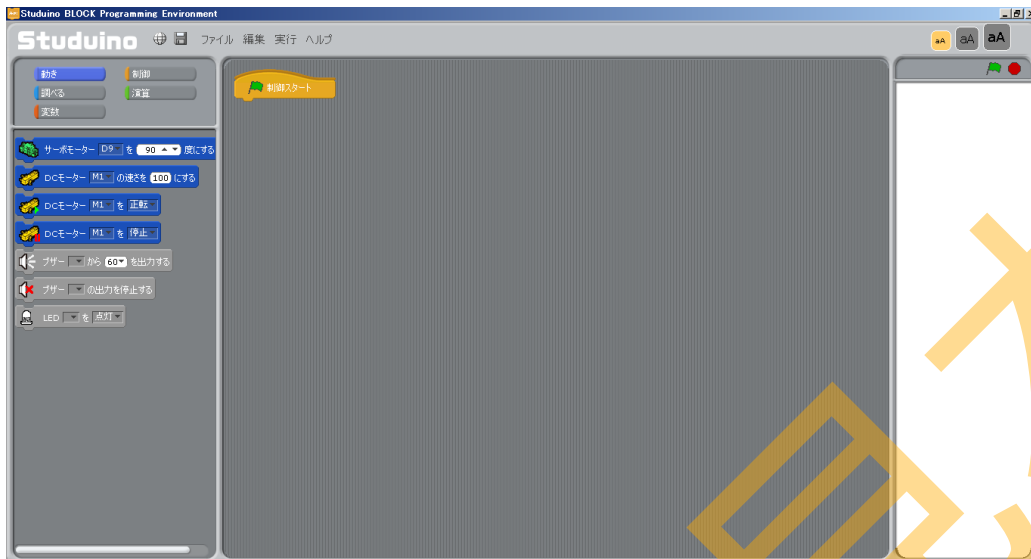 Studuino BLOCK Programming Environment
Studuino ファイル 編集 実行 ヘルプ
aA aA aA
動き 制御
調べる 演算
変数
制御スタート
サーボモーター D9 を 90 度にする
DCモーター M1 の速さを 100 にする
DCモーター M1 を 正転
DCモーター M1 を 停止
ブザー から 60 を出力する
ブザー の出力を停止する
LED を 点灯